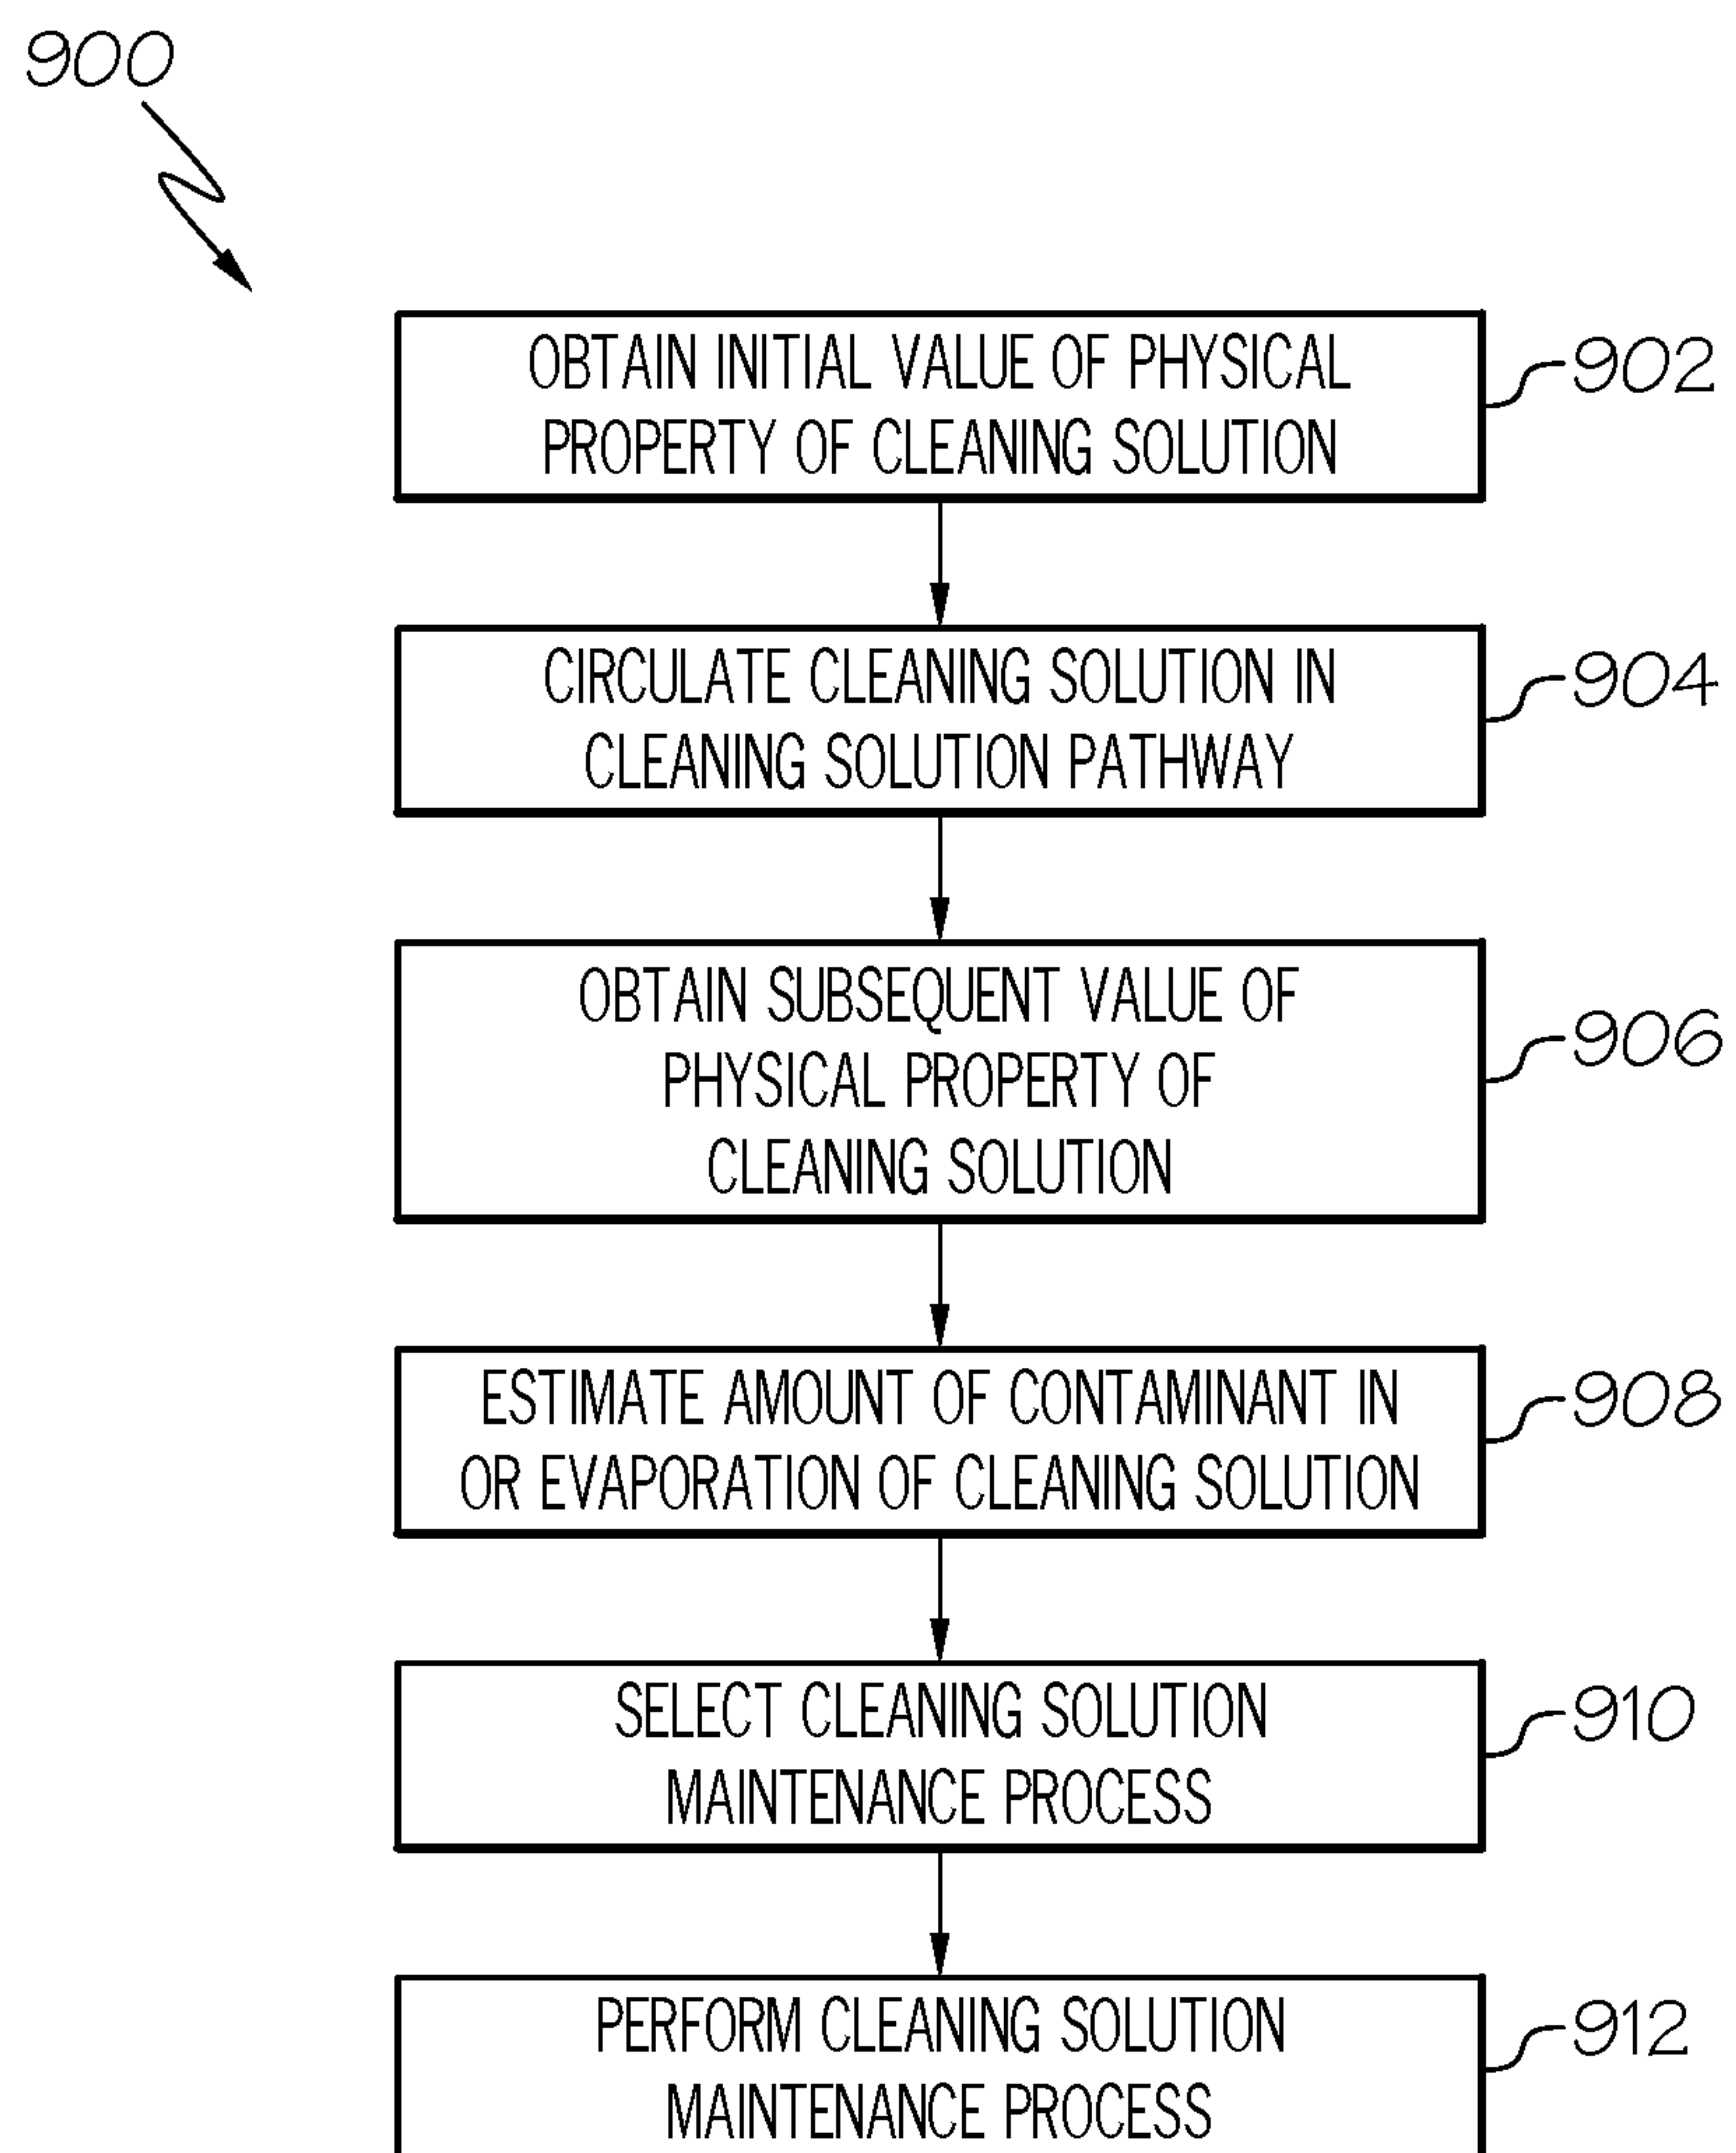 900
OBTAIN INITIAL VALUE OF PHYSICAL
PROPERTY OF CLEANING SOLUTION
902
CIRCULATE CLEANING SOLUTION IN
CLEANING SOLUTION PATHWAY
904
OBTAIN SUBSEQUENT VALUE OF
PHYSICAL PROPERTY OF
CLEANING SOLUTION
906
ESTIMATE AMOUNT OF CONTAMINANT IN
OR EVAPORATION OF CLEANING SOLUTION
908
SELECT CLEANING SOLUTION
MAINTENANCE PROCESS
910
PERFORM CLEANING SOLUTION
MAINTENANCE PROCESS
912